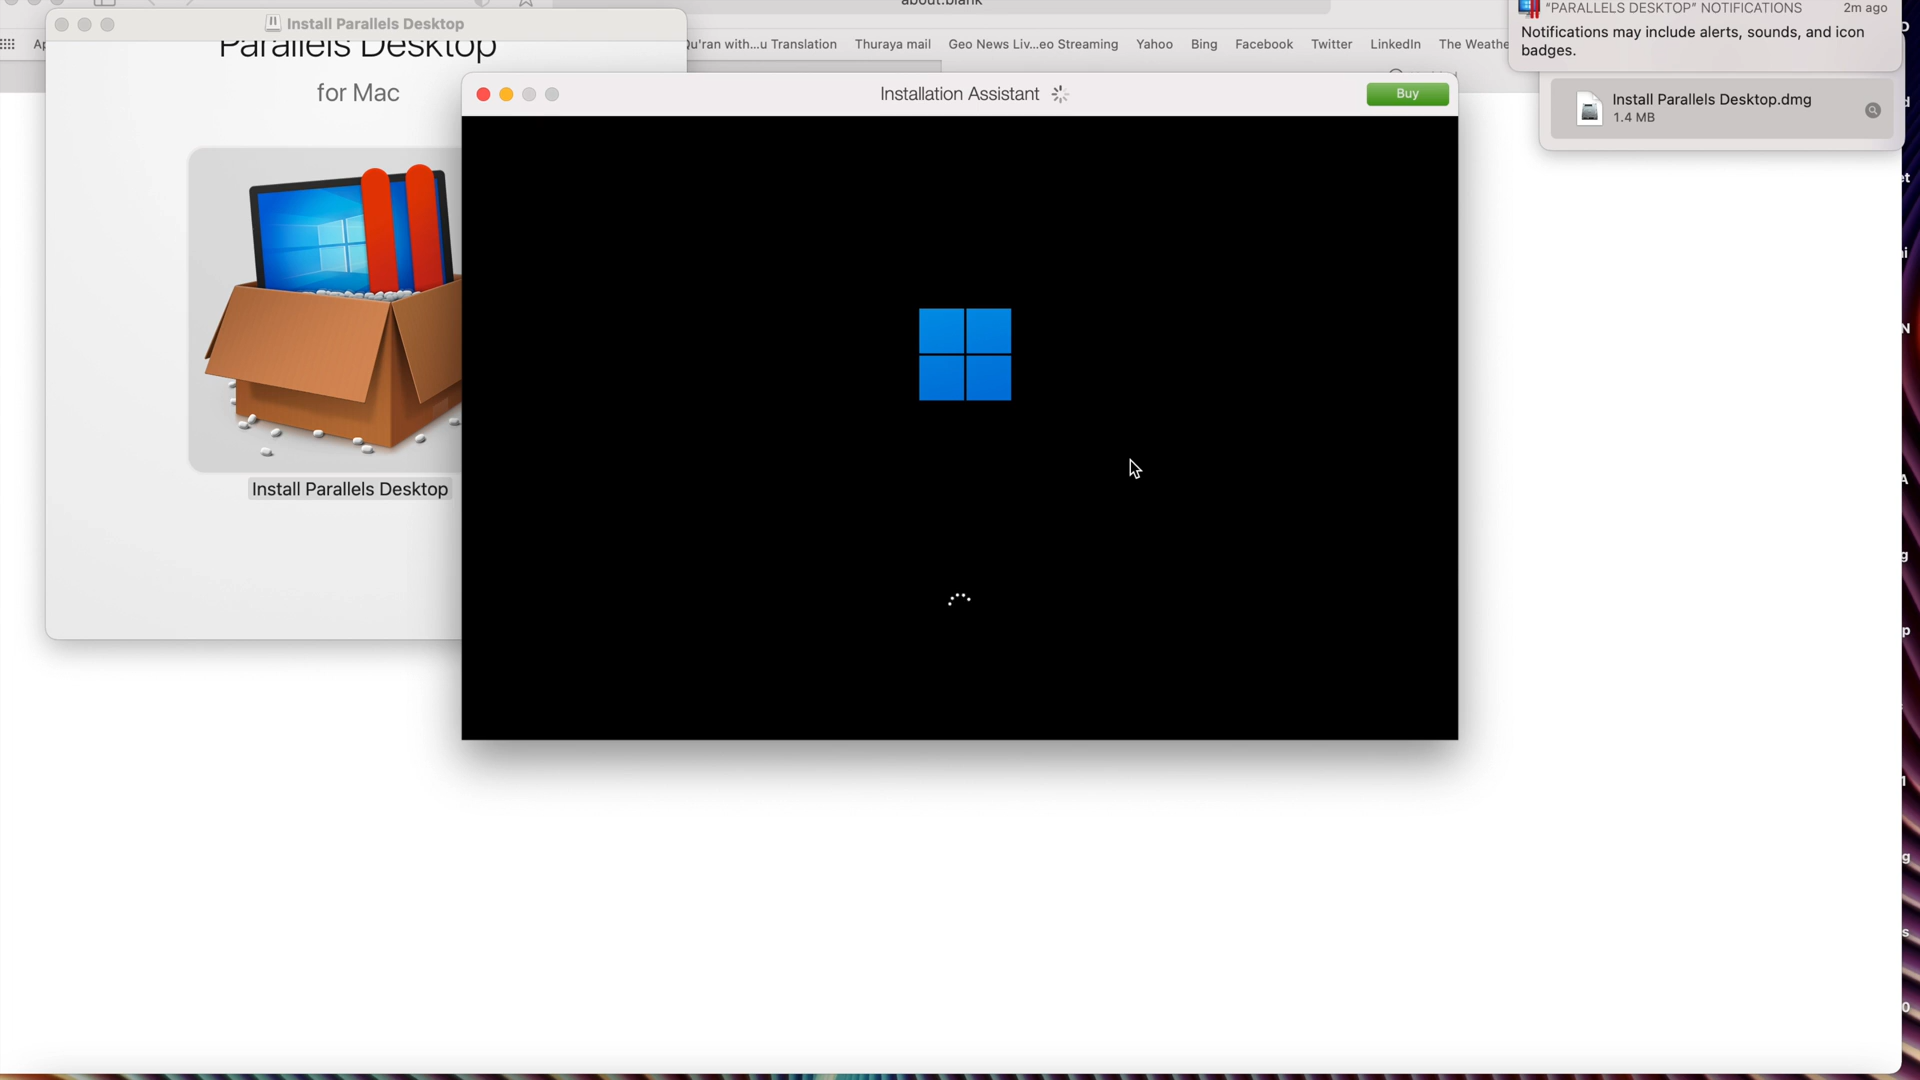 about:blank
Install Parallels Desktop
"PARALLELS DESKTOP" NOTIFICATIONS 2m ago
Notifications may include alerts, sounds, and icon
badges.
Qu'ran with...u Translation Thuraya mail Geo News Liv...eo Streaming Yahoo Bing Facebook Twitter LinkedIn
Parallels Desktop
for Mac
Installation Assistant
Buy
Install Parallels Desktop.dmg
1.4 MB
Install Parallels Desktop